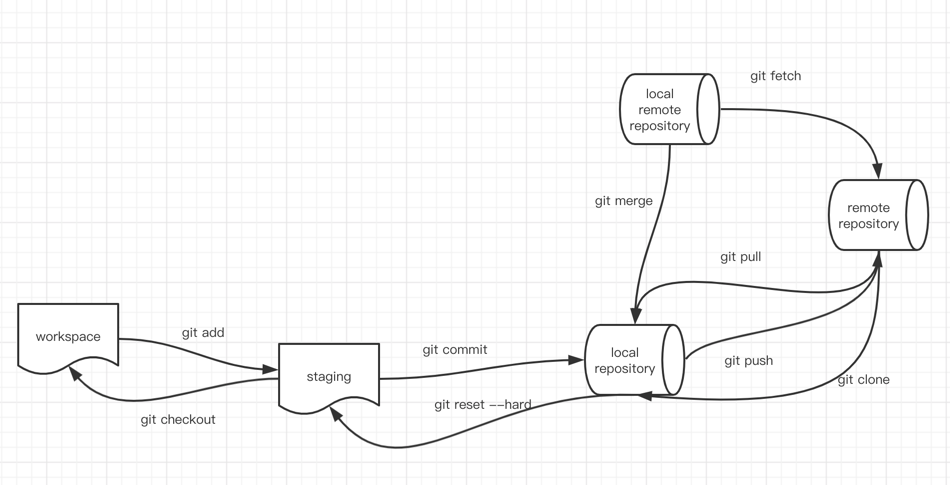 git fetch
local
remote
repository
git merge
remote
repository
git pull
workspace
git add
staging
git commit
local
repository
git push
git clone
git checkout
git reset --hard